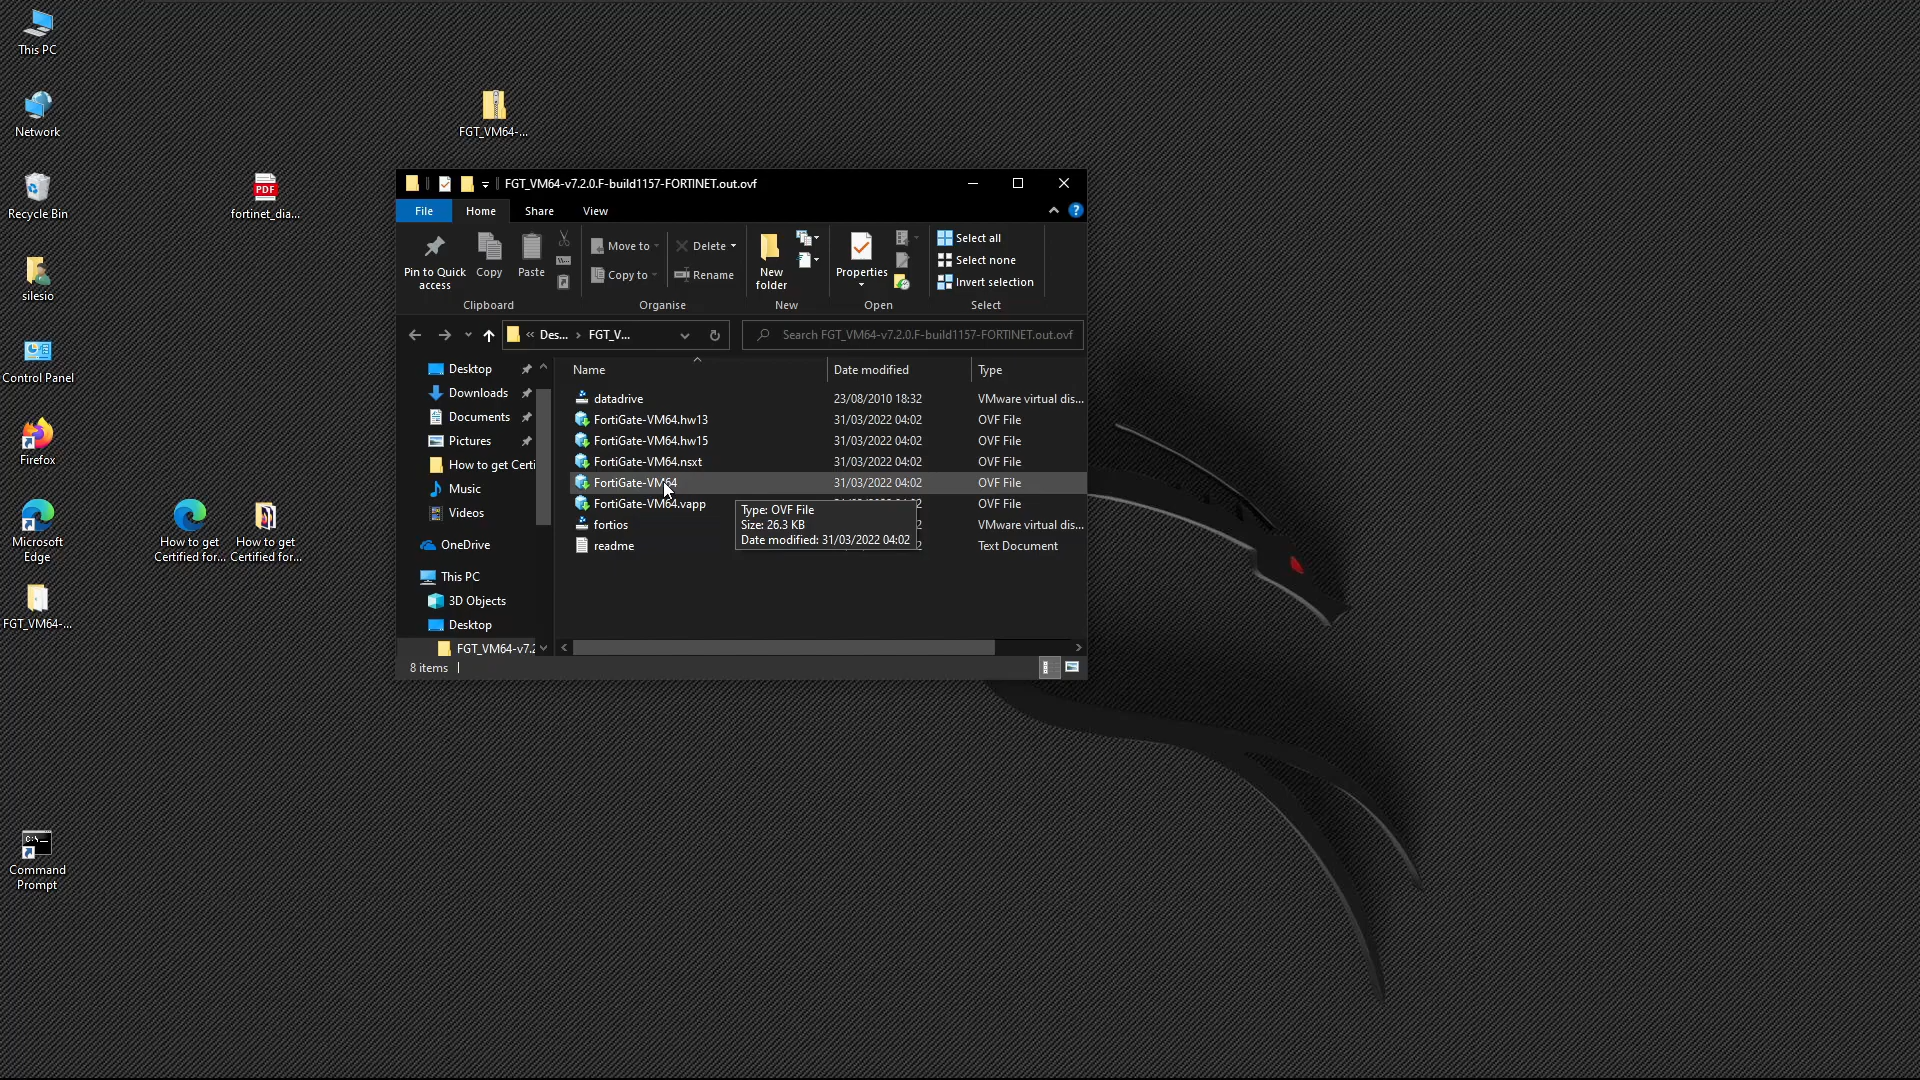 This PC
Network
Recycle Bin
silesio
Control Panel
Firefox
Microsoft
Edge
FGT_VM64-...
Command
Prompt
PDF
fortinet_dia...
How to get
Certified for...
How to get
Certified for...
FGT_VM64-...
FGT_VM64-v7.2.0.F-build1157-FORTINET.out.ovf
File Home Share View
Pin to Quick
access
Copy
Paste
Clipboard
Move to
Copy to
Delete
Rename
Organise
New
folder
New
Properties
Open
Select all
Select none
Invert selection
Select
« Des... › FGT_V...
Search FGT_VM64-v7.2.0.F-build1157-FORTINET.out.ovf
Desktop
Downloads
Documents
Pictures
How to get Certi
Music
Videos
OneDrive
This PC
3D Objects
Desktop
FGT_VM64-v7.2
Name Date modified Type
datadrive 23/08/2010 18:32 VMware virtual dis...
FortiGate-VM64.hw13 31/03/2022 04:02 OVF File
FortiGate-VM64.hw15 31/03/2022 04:02 OVF File
FortiGate-VM64.nsxt 31/03/2022 04:02 OVF File
FortiGate-VM64 31/03/2022 04:02 OVF File
FortiGate-VM64.vapp OVF File
fortios VMware virtual dis...
readme Text Document
Type: OVF File
Size: 26.3 KB
Date modified: 31/03/2022 04:02
8 items